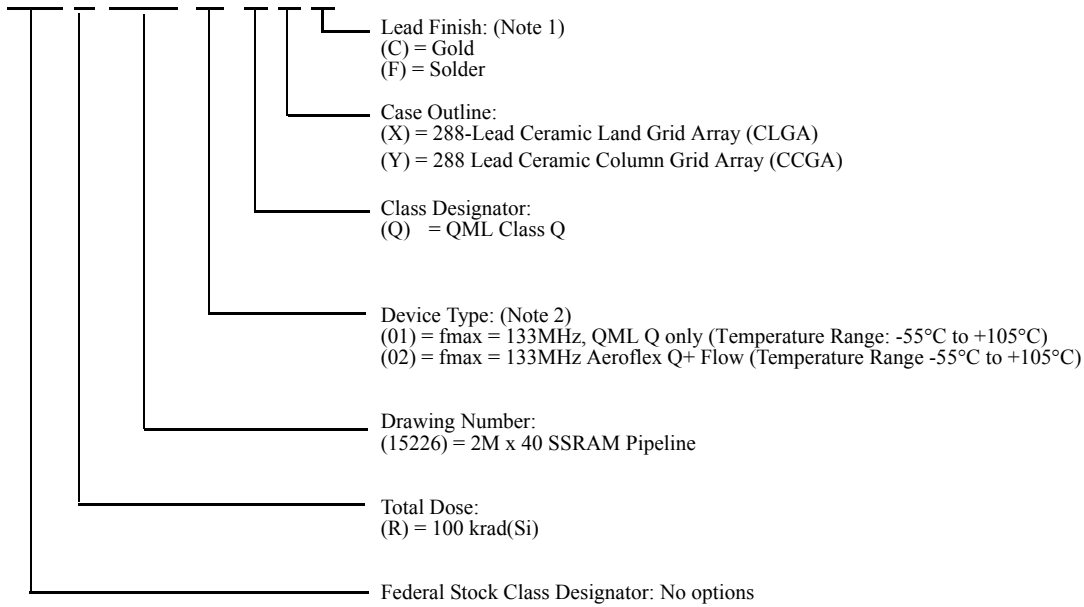 Lead Finish: (Note 1)
(C) = Gold
(F) = Solder
Case Outline:
(X) = 288-Lead Ceramic Land Grid Array (CLGA)
(Y) = 288 Lead Ceramic Column Grid Array (CCGA)
Class Designator:
(Q) = QML Class Q
Device Type: (Note 2)
(01) = fmax = 133MHz, QML Q only (Temperature Range: -55°C to +105°C)
(02) = fmax = 133MHz Aeroflex Q+ Flow (Temperature Range -55°C to +105°C)
Drawing Number:
(15226) = 2M x 40 SSRAM Pipeline
Total Dose:
(R) = 100 krad(Si)
Federal Stock Class Designator: No options